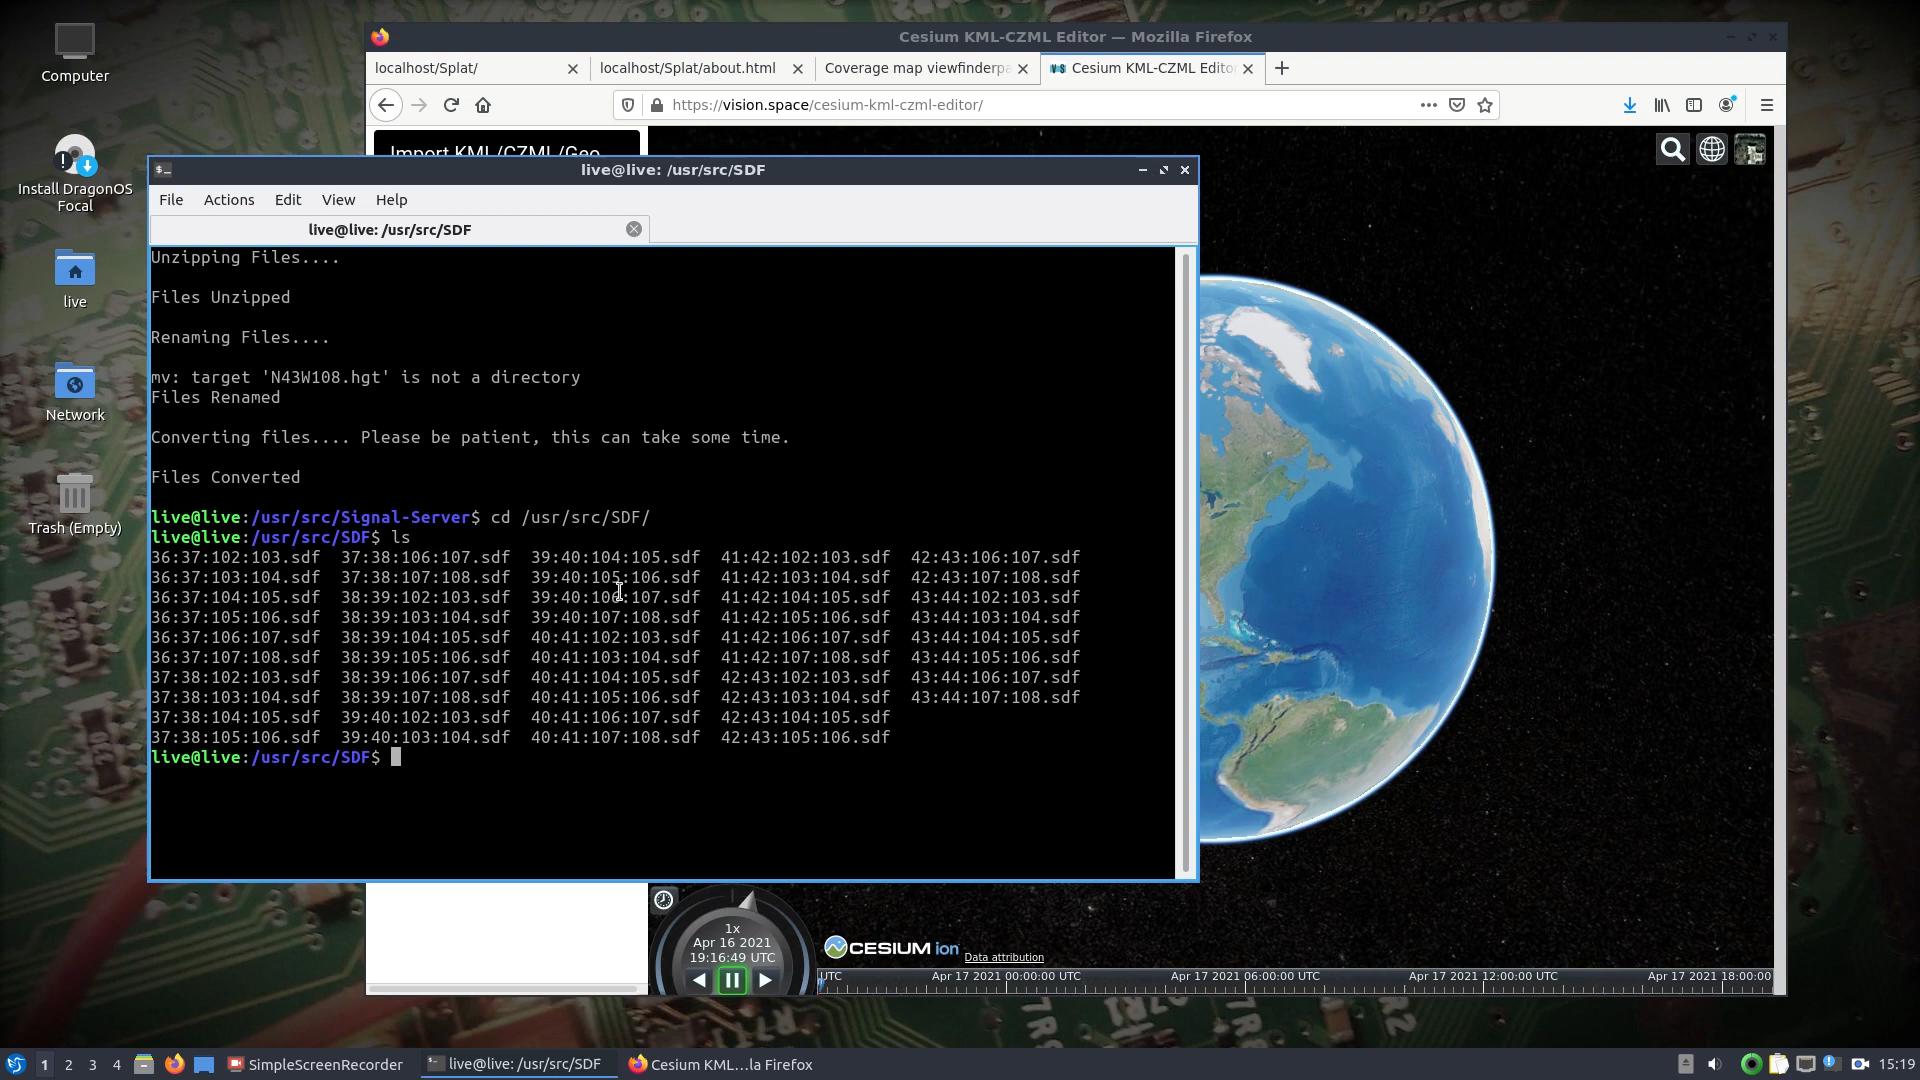 Computer
Install DragonOS
Focal
live
Network
Trash (Empty)
Cesium KML-CZML Editor — Mozilla Firefox
localhost/Splat/
localhost/Splat/about.html
Coverage map viewfinderpa
Cesium KML-CZML Editor
https://vision.space/cesium-kml-czml-editor/
Import KML/CZML/Geo
live@live: /usr/src/SDF
File Actions Edit View Help
live@live: /usr/src/SDF
Unzipping Files....
Files Unzipped
Renaming Files....
mv: target 'N43W108.hgt' is not a directory
Files Renamed
Converting files.... Please be patient, this can take some time.
Files Converted
live@live:/usr/src/Signal-Server$ cd /usr/src/SDF/
live@live:/usr/src/SDF$ ls
36:37:102:103.sdf 37:38:106:107.sdf 39:40:104:105.sdf 41:42:102:103.sdf 42:43:106:107.sdf
36:37:103:104.sdf 37:38:107:108.sdf 39:40:105:106.sdf 41:42:103:104.sdf 42:43:107:108.sdf
36:37:104:105.sdf 38:39:102:103.sdf 39:40:106:107.sdf 41:42:104:105.sdf 43:44:102:103.sdf
36:37:105:106.sdf 38:39:103:104.sdf 39:40:107:108.sdf 41:42:105:106.sdf 43:44:103:104.sdf
36:37:106:107.sdf 38:39:104:105.sdf 40:41:102:103.sdf 41:42:106:107.sdf 43:44:104:105.sdf
36:37:107:108.sdf 38:39:105:106.sdf 40:41:103:104.sdf 41:42:107:108.sdf 43:44:105:106.sdf
37:38:102:103.sdf 38:39:106:107.sdf 40:41:104:105.sdf 42:43:102:103.sdf 43:44:106:107.sdf
37:38:103:104.sdf 38:39:107:108.sdf 40:41:105:106.sdf 42:43:103:104.sdf 43:44:107:108.sdf
37:38:104:105.sdf 39:40:102:103.sdf 40:41:106:107.sdf 42:43:104:105.sdf
37:38:105:106.sdf 39:40:103:104.sdf 40:41:107:108.sdf 42:43:105:106.sdf
live@live:/usr/src/SDF$
1x
Apr 16 2021
19:16:49 UTC
CESIUM ion
Data attribution
UTC Apr 17 2021 00:00:00 UTC Apr 17 2021 06:00:00 UTC Apr 17 2021 12:00:00 UTC Apr 17 2021 18:00:00
1 2 3 4 SimpleScreenRecorder live@live: /usr/src/SDF Cesium KML...la Firefox 15:19